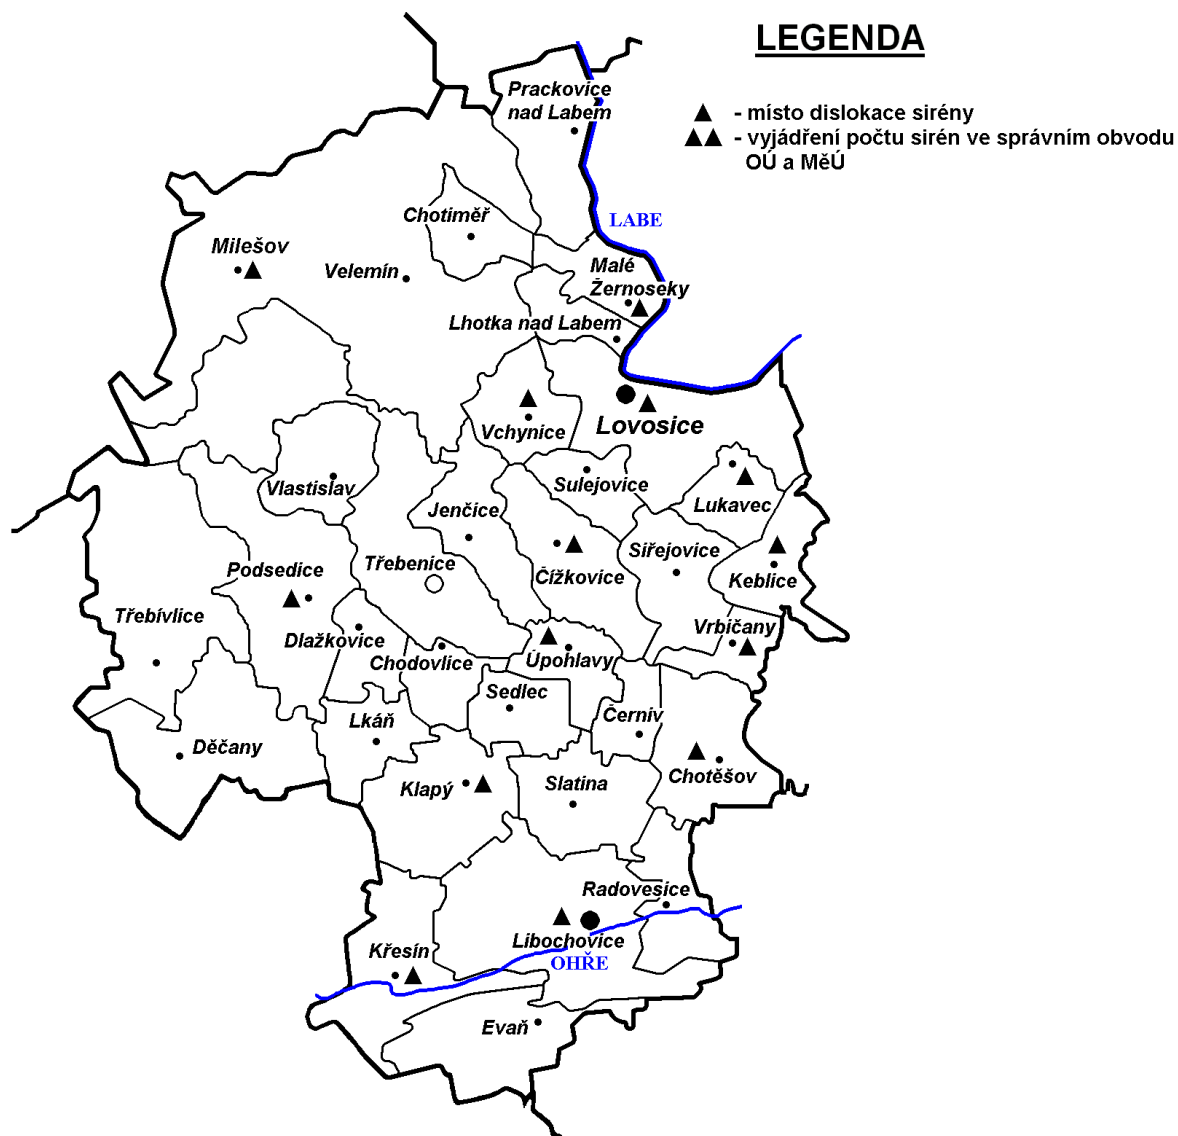 LEGENDA
- místo dislokace sirény
- vyjádření počtu sirén ve správním obvodu
OÚ a MěÚ
Prackovice
nad Labem
Chotiměř
LABE
Milešov
Velemín
Malé
Žernoseky
Lhotka nad Labem
Lovosice
Vchynice
Vlastislav
Sulejovice
Lukavec
Jenčice
Siřejovice
Třebenice
Čížkovice
Keblice
Podsedice
Třebívlice
Dlažkovice
Vrbičany
Chodovlice
Úpohlavy
Sedlec
Lkáň
Černiv
Děčany
Klapý
Slatina
Chotěšov
Radovesice
Libochovice
Křesín
OHŘE
Evaň